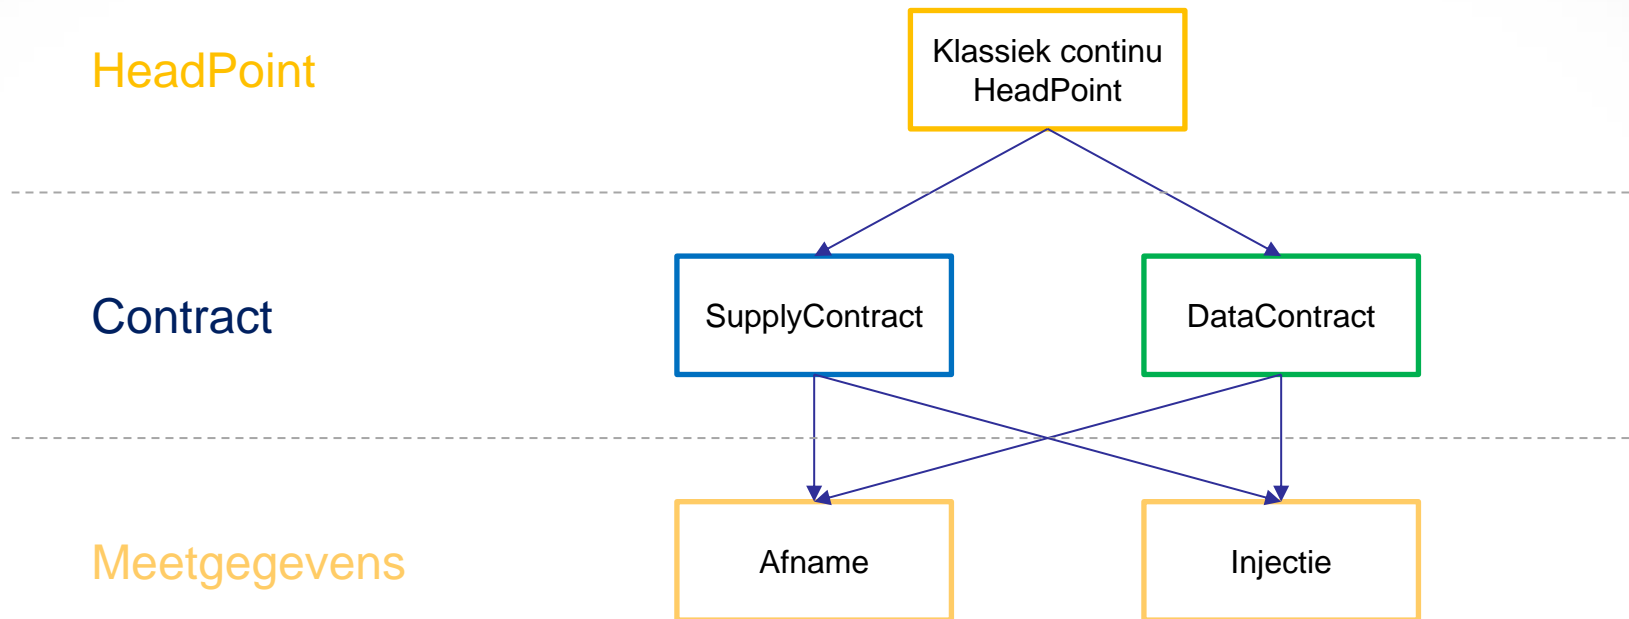 HeadPoint
Klassiek continu
HeadPoint
Contract
SupplyContract
DataContract
Meetgegevens
Afname
Injectie